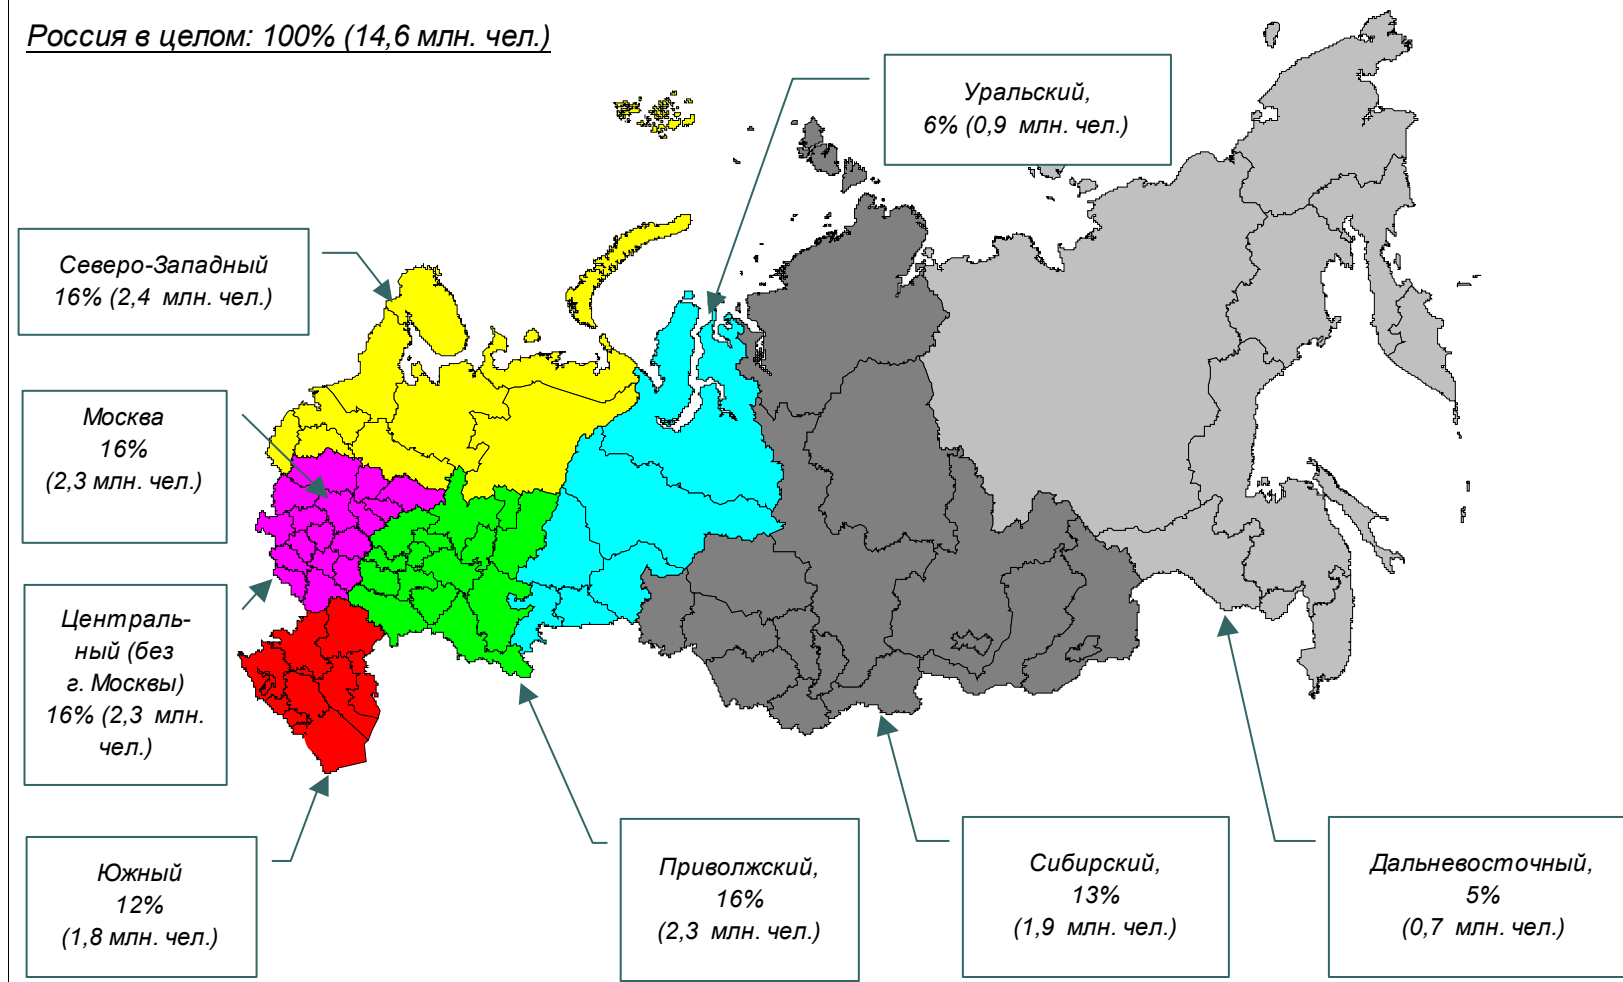 Россия в целом: 100% (14,6 млн. чел.)
Уральский,
6% (0,9 млн. чел.)
Северо-Западный
16% (2,4 млн. чел.)
Москва
16%
(2,3 млн. чел.)
Централь-
ный (без
г. Москвы)
16% (2,3 млн.
чел.)
Южный
12%
(1,8 млн. чел.)
Приволжский,
16%
(2,3 млн. чел.)
Сибирский,
13%
(1,9 млн. чел.)
Дальневосточный,
5%
(0,7 млн. чел.)